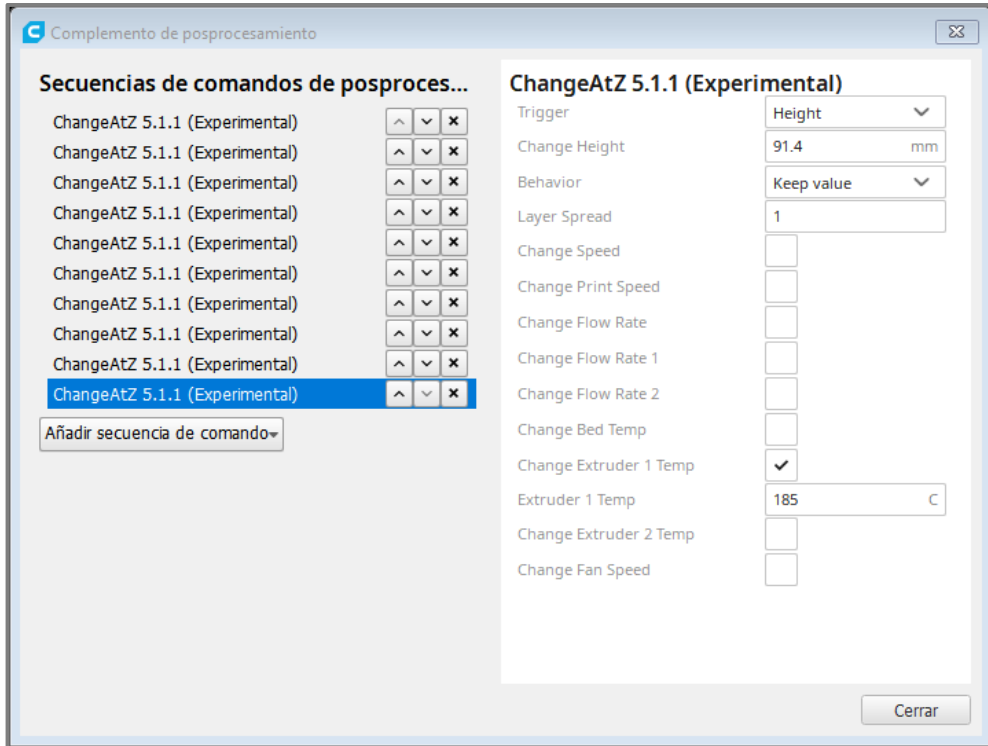 Complemento de posprocesamiento
Secuencias de comandos de posproces...
ChangeAtZ 5.1.1 (Experimental)
ChangeAtZ 5.1.1 (Experimental)
ChangeAtZ 5.1.1 (Experimental)
ChangeAtZ 5.1.1 (Experimental)
ChangeAtZ 5.1.1 (Experimental)
ChangeAtZ 5.1.1 (Experimental)
ChangeAtZ 5.1.1 (Experimental)
ChangeAtZ 5.1.1 (Experimental)
ChangeAtZ 5.1.1 (Experimental)
ChangeAtZ 5.1.1 (Experimental)
Añadir secuencia de comando
ChangeAtZ 5.1.1 (Experimental)
Trigger Height
Change Height 91.4 mm
Behavior Keep value
Layer Spread 1
Change Speed
Change Print Speed
Change Flow Rate
Change Flow Rate 1
Change Flow Rate 2
Change Bed Temp
Change Extruder 1 Temp
Extruder 1 Temp 185 C
Change Extruder 2 Temp
Change Fan Speed
Cerrar